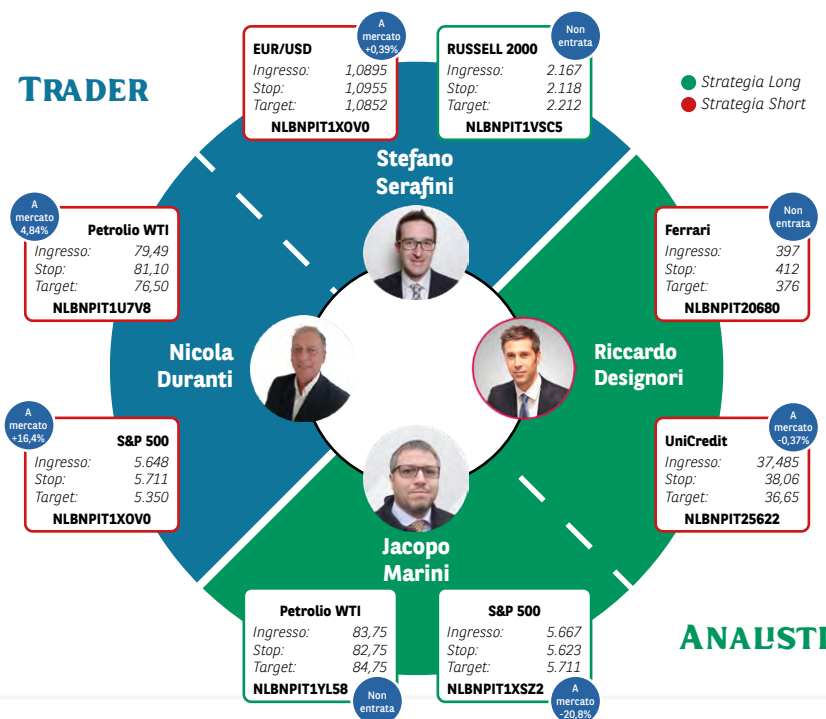 TRADER
A
mercato
+0,39%
EUR/USD
Ingresso: 1,0895
Stop: 1,0955
Target: 1,0852
NLBNPIT1XOV0
Non
entrata
RUSSELL 2000
Ingresso: 2.167
Stop: 2.118
Target: 2.212
NLBNPIT1VSC5
Strategia Long
Strategia Short
Stefano
Serafini
A
mercato
4,84%
Petrolio WTI
Ingresso: 79,49
Stop: 81,10
Target: 76,50
NLBNPIT1U7V8
Non
entrata
Ferrari
Ingresso: 397
Stop: 412
Target: 376
NLBNPIT20680
Nicola
Duranti
Riccardo
Designori
A
mercato
+16,4%
S&P 500
Ingresso: 5.648
Stop: 5.711
Target: 5.350
NLBNPIT1XOV0
A
mercato
-0,37%
UniCredit
Ingresso: 37,485
Stop: 38,06
Target: 36,65
NLBNPIT25622
Jacopo
Marini
Petrolio WTI
Ingresso: 83,75
Stop: 82,75
Target: 84,75
NLBNPIT1YL58
Non
entrata
S&P 500
Ingresso: 5.667
Stop: 5.623
Target: 5.711
NLBNPIT1XSZ2
A
mercato
-20,8%
ANALISTI